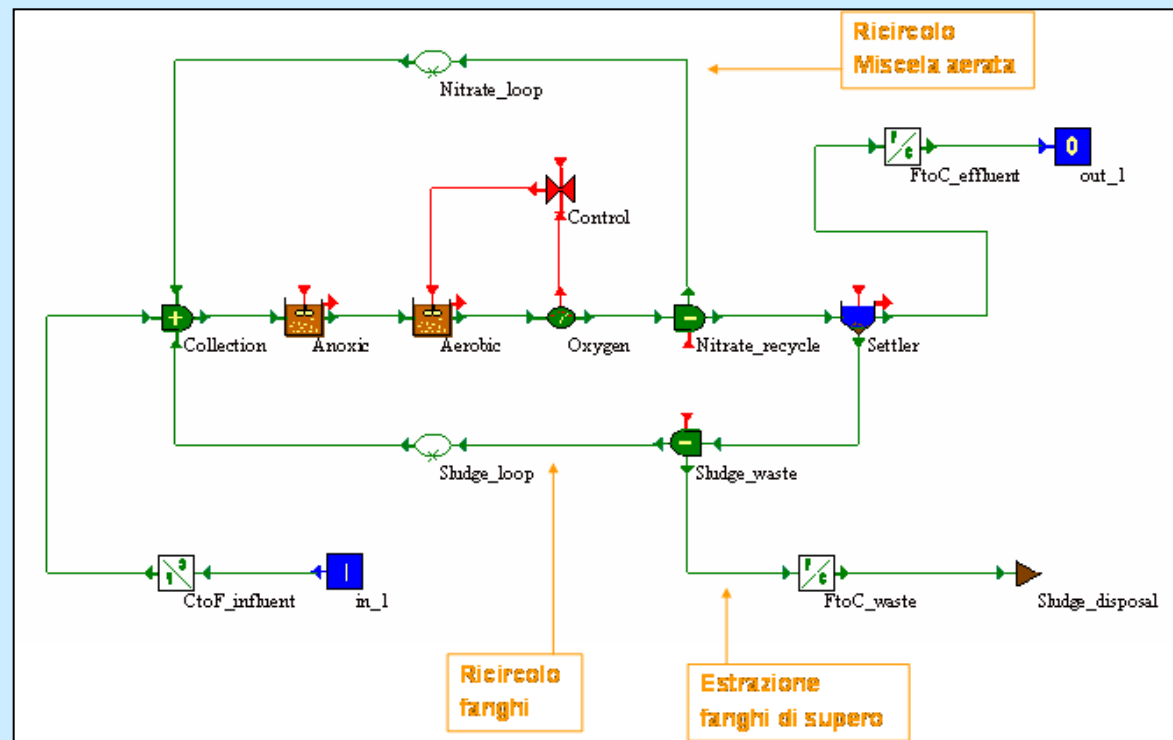 Ricircolo
Miscela aerata
Nitrate_loop
FtoC_effluent
out_1
Control
Collection
Anoxic
Aerobic
Oxygen
Nitrate_recycle
Settler
Sludge_loop
Sludge_waste
CtoF_influent
in_1
FtoC_waste
Sludge_disposal
Ricircolo
fanghi
Estrazione
fanghi di supero